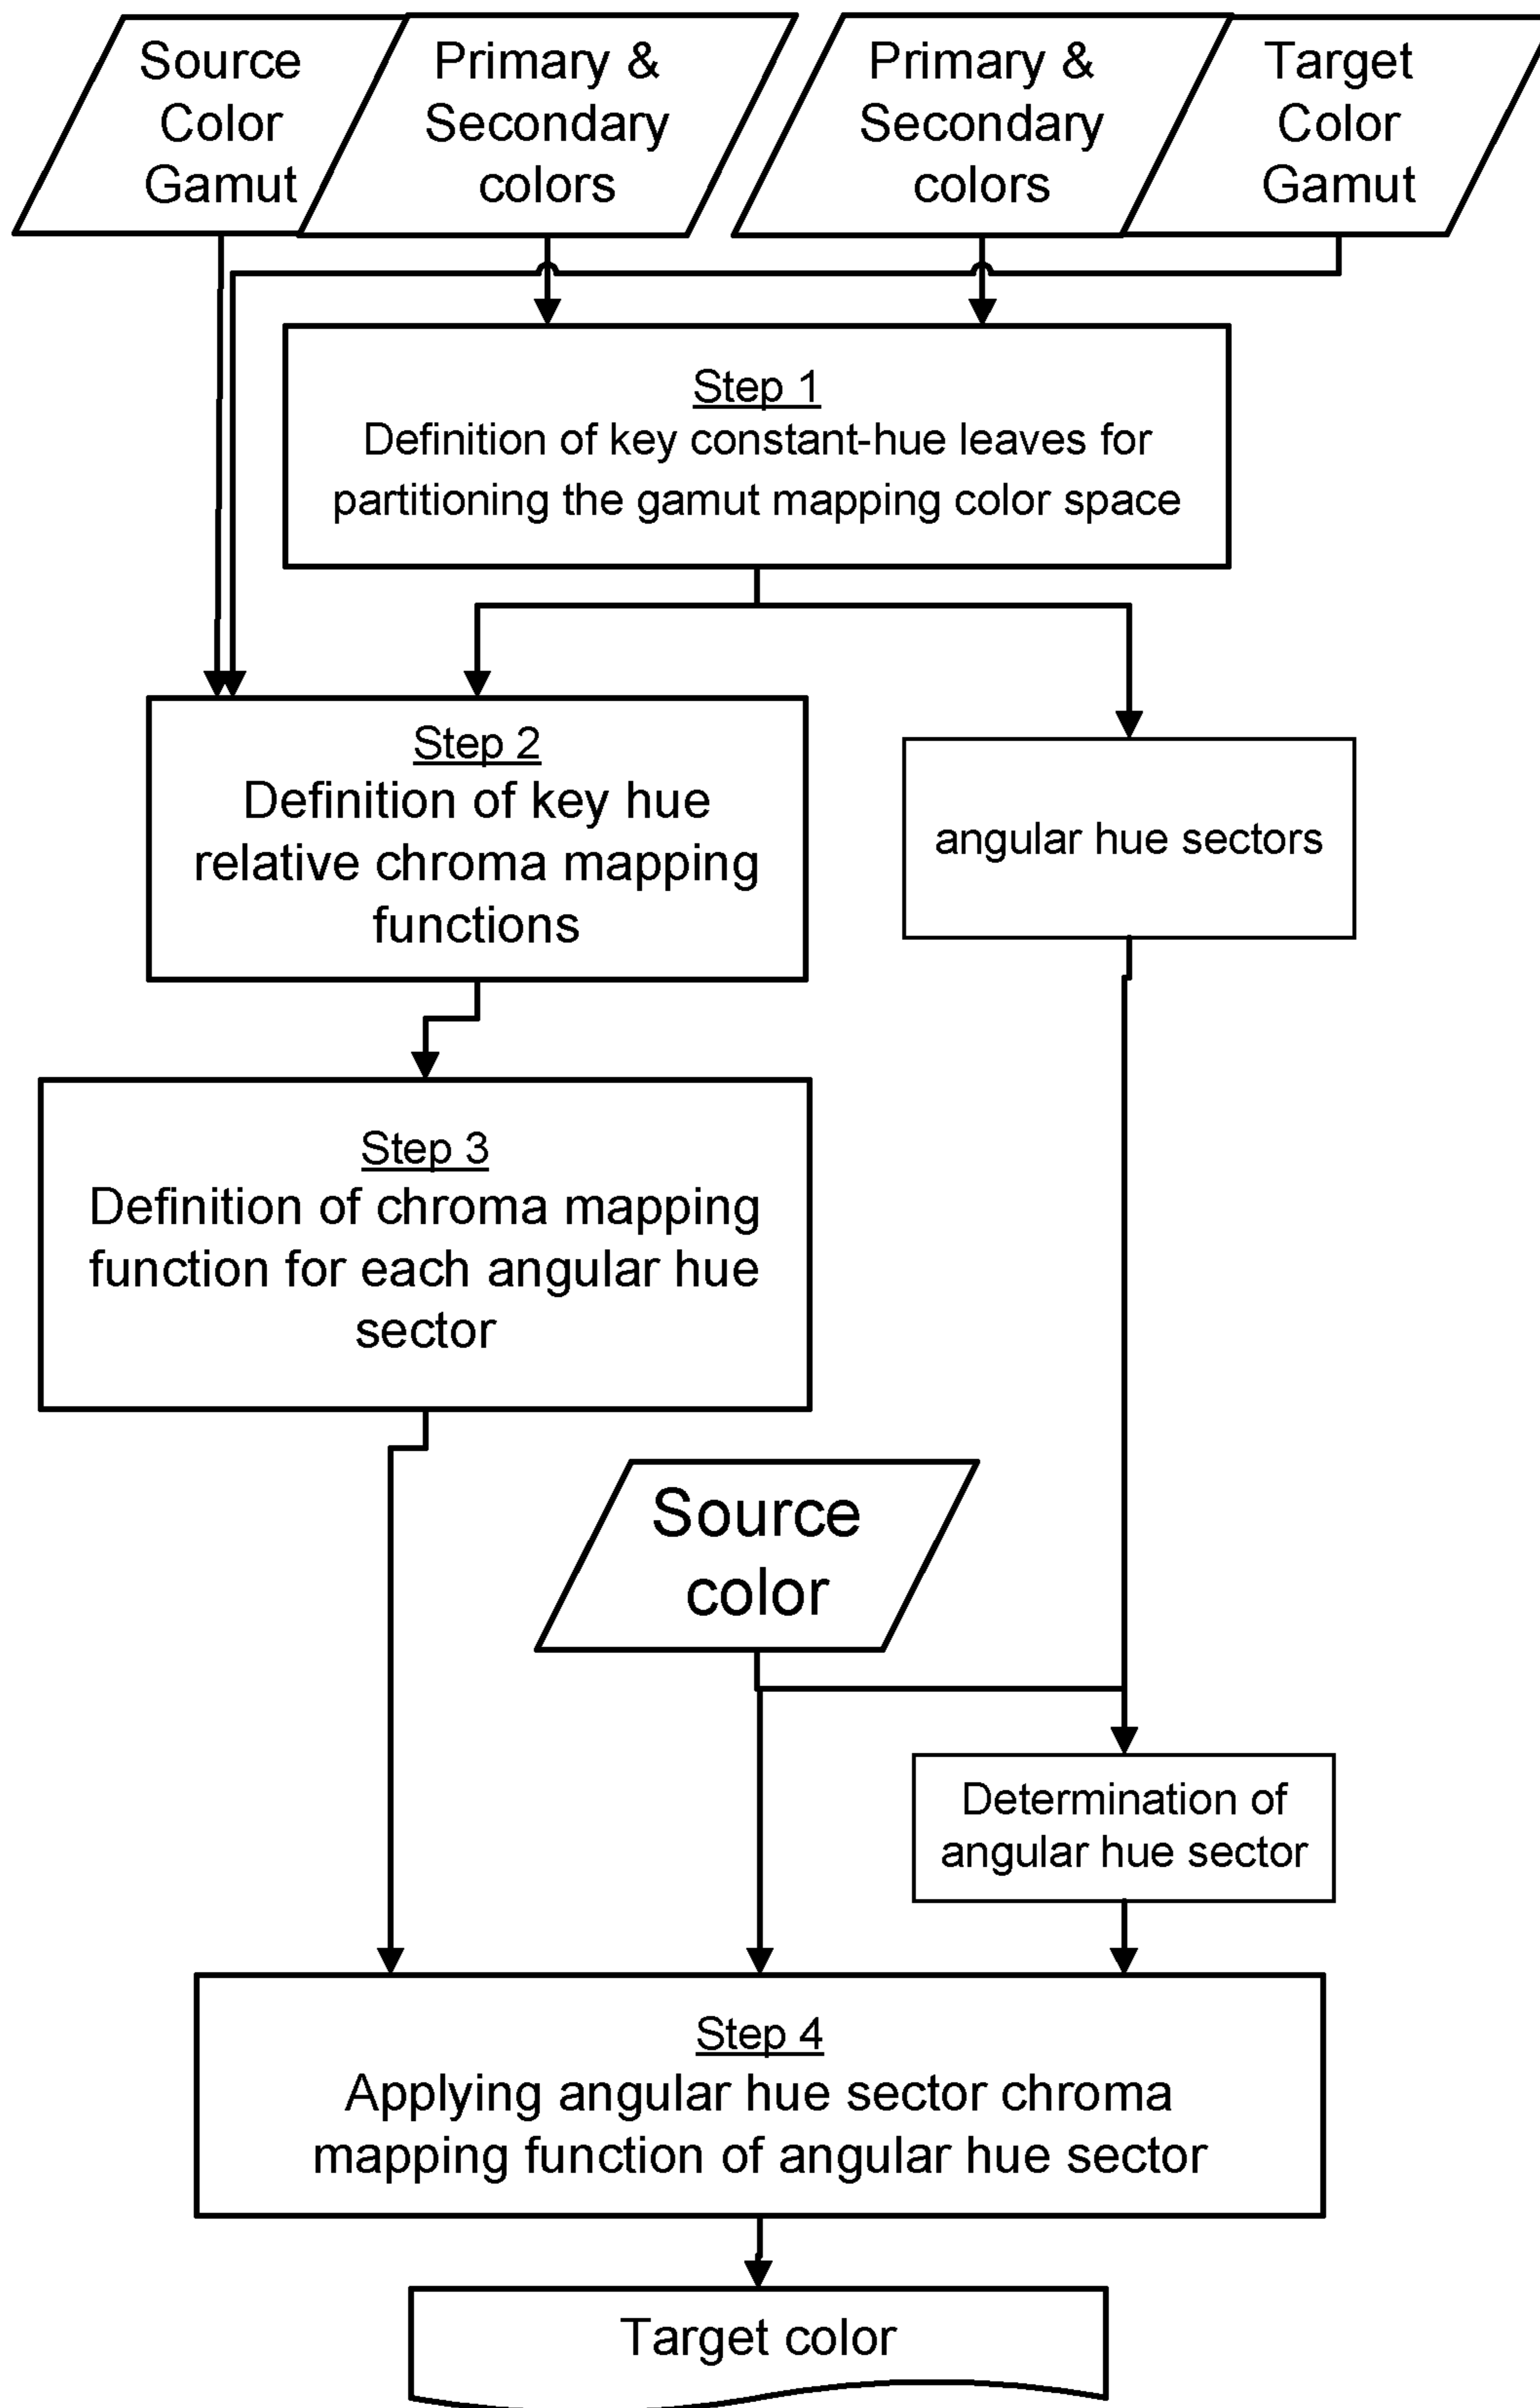 Source
Color
Gamut
Primary &
Secondary
colors
Primary &
Secondary
colors
Target
Color
Gamut
Step 1
Definition of key constant-hue leaves for
partitioning the gamut mapping color space
Step 2
Definition of key hue
relative chroma mapping
functions
angular hue sectors
Step 3
Definition of chroma mapping
function for each angular hue
sector
Source
color
Determination of
angular hue sector
Step 4
Applying angular hue sector chroma
mapping function of angular hue sector
Target color